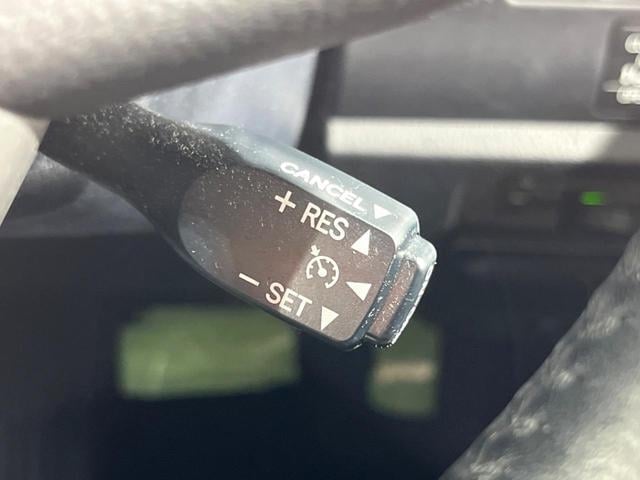 CANCEL ▼
+ RES ▲
◀
− SET ▼